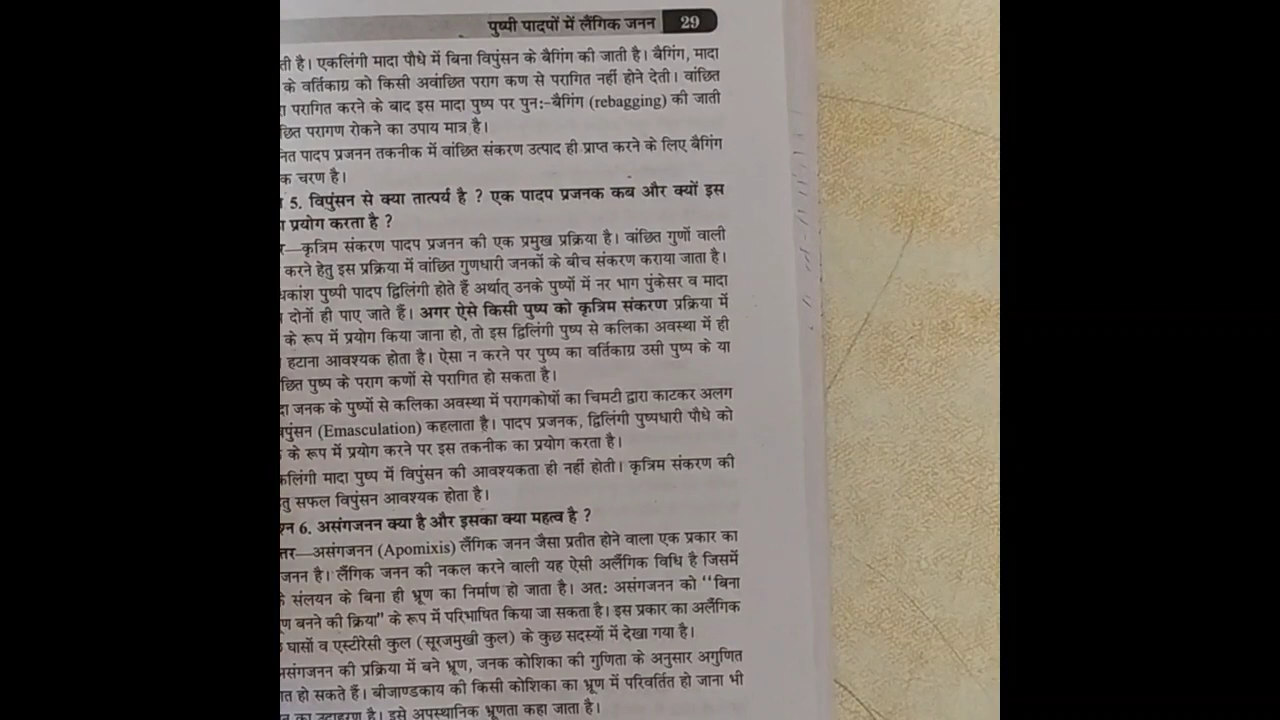 पुष्पी पादपों में लैंगिक जनन 29
ती है। एकलिंगी मादा पौधे में बिना विपुंसन के बैगिंग की जाती है। बैगिंग, मादा
के वर्तिकाग्र को किसी अवांछित पराग कण से परागित नहीं होने देती। वांछित
परागित करने के बाद इस मादा पुष्प पर पुनः-बैगिंग (rebagging) की जाती
छित परागण रोकने का उपाय मात्र है।
नित पादप प्रजनन तकनीक में वांछित संकरण उत्पाद ही प्राप्त करने के लिए बैगिंग
क चरण है।
5. विपुंसन से क्या तात्पर्य है ? एक पादप प्रजनक कब और क्यों इस
प्रयोग करता है ?
र—कृत्रिम संकरण पादप प्रजनन की एक प्रमुख प्रक्रिया है। वांछित गुणों वाली
करने हेतु इस प्रक्रिया में वांछित गुणधारी जनकों के बीच संकरण कराया जाता है।
धकांश पुष्पी पादप द्विलिंगी होते हैं अर्थात् उनके पुष्पों में नर भाग पुंकेसर व मादा
दोनों ही पाए जाते हैं। अगर ऐसे किसी पुष्प को कृत्रिम संकरण प्रक्रिया में
के रूप में प्रयोग किया जाना हो, तो इस द्विलिंगी पुष्प से कलिका अवस्था में ही
हटाना आवश्यक होता है। ऐसा न करने पर पुष्प का वर्तिकाग्र उसी पुष्प के या
छित पुष्प के पराग कणों से परागित हो सकता है।
दा जनक के पुष्पों से कलिका अवस्था में परागकोषों का चिमटी द्वारा काटकर अलग
वपुंसन (Emasculation) कहलाता है। पादप प्रजनक, द्विलिंगी पुष्पधारी पौधे को
के रूप में प्रयोग करने पर इस तकनीक का प्रयोग करता है।
कलिंगी मादा पुष्प में विपुंसन की आवश्यकता ही नहीं होती। कृत्रिम संकरण की
तु सफल विपुंसन आवश्यक होता है।
श्न 6. असंगजनन क्या है और इसका क्या महत्व है ?
त्तर—असंगजनन (Apomixis) लैंगिक जनन जैसा प्रतीत होने वाला एक प्रकार का
जनन है। लैंगिक जनन की नकल करने वाली यह ऐसी अलैंगिक विधि है जिसमें
के संलयन के बिना ही भ्रूण का निर्माण हो जाता है। अतः असंगजनन को ‘‘बिना
ण बनने की क्रिया" के रूप में परिभाषित किया जा सकता है। इस प्रकार का अलैंगिक
घासों व एस्टीरेसी कुल (सूरजमुखी कुल) के कुछ सदस्यों में देखा गया है।
असंगजनन की प्रक्रिया में बने भ्रूण, जनक कोशिका की गुणिता के अनुसार अगुणित
त हो सकते हैं। बीजाण्डकाय की किसी कोशिका का भ्रूण में परिवर्तित हो जाना भी
का उदाहरण है। इसे अपस्थानिक भ्रूणता कहा जाता है।